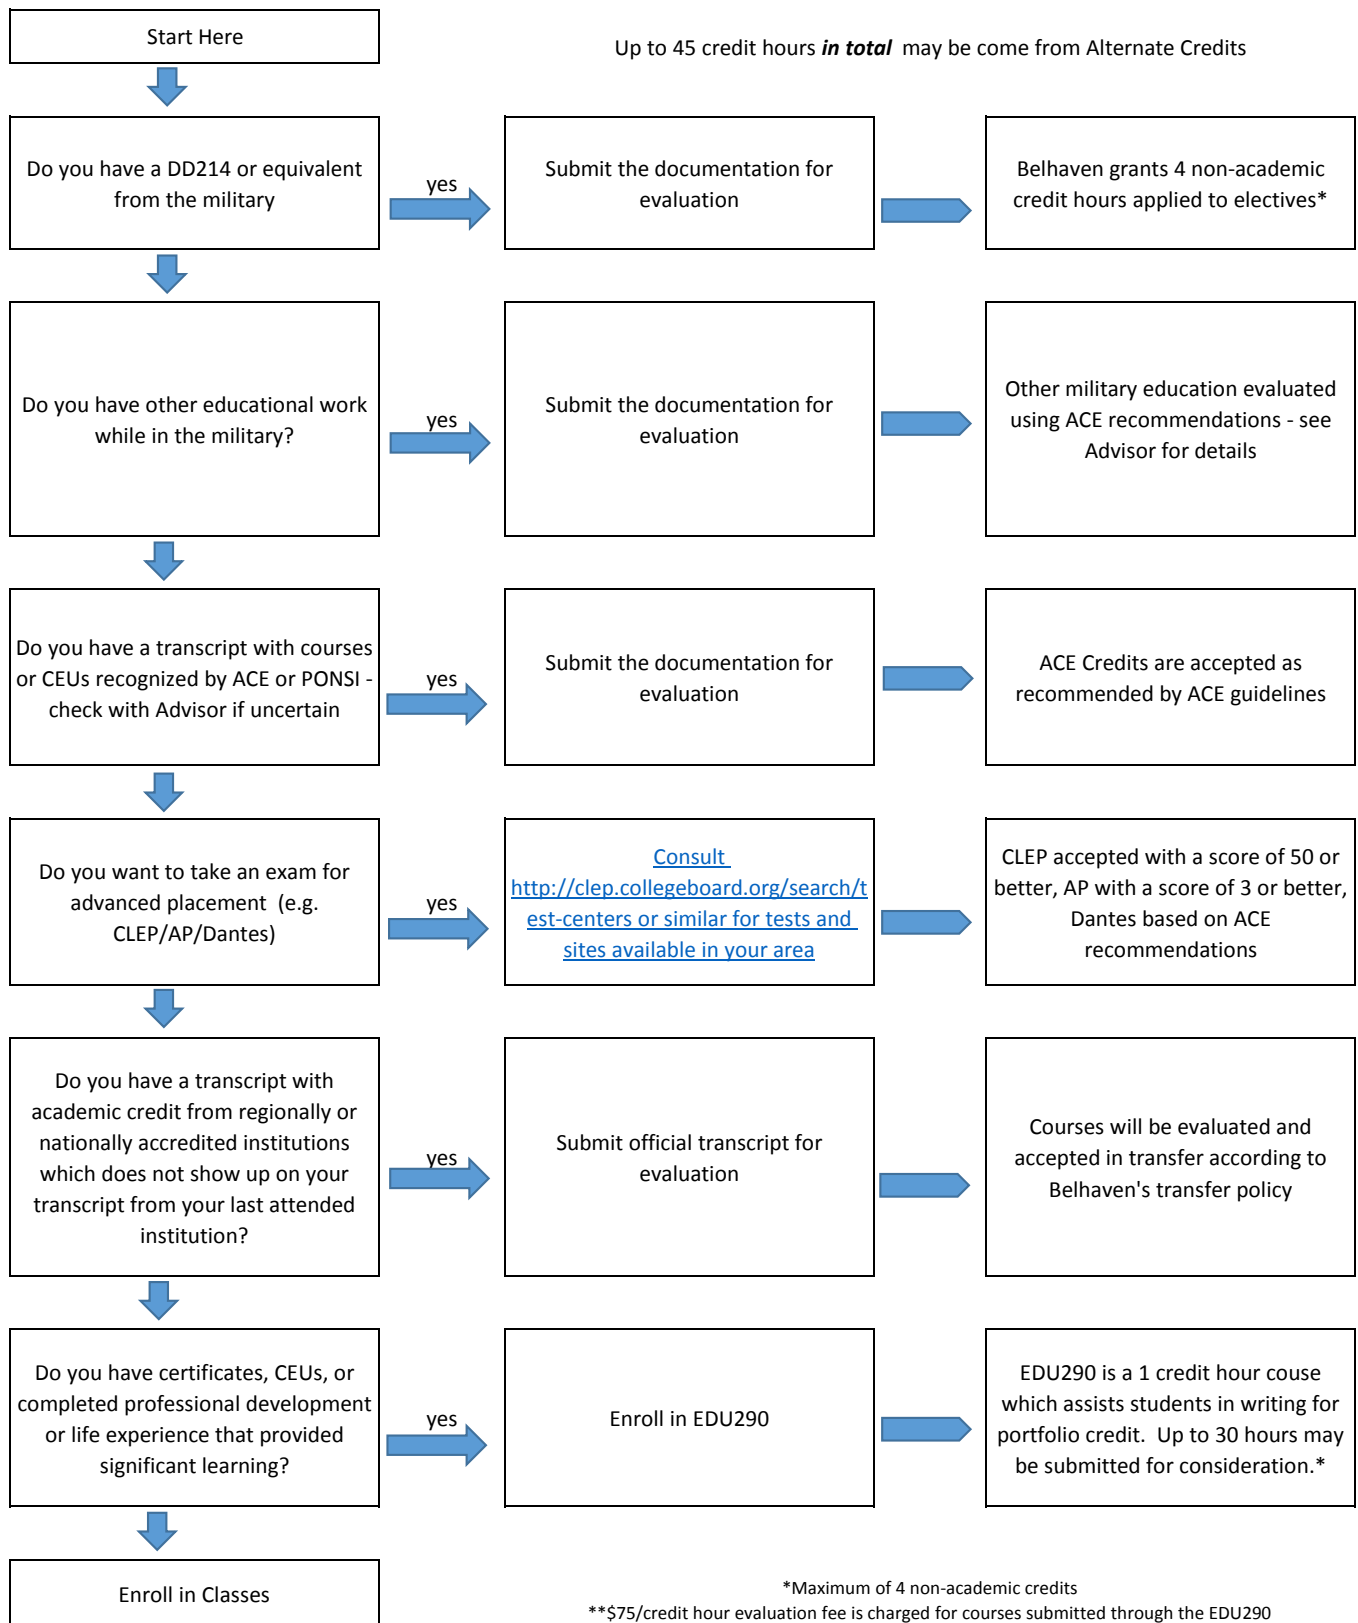 Start Here
Up to 45 credit hours in total may be come from Alternate Credits
Do you have a DD214 or equivalent
from the military
yes
Submit the documentation for
evaluation
Belhaven grants 4 non-academic
credit hours applied to electives*
Do you have other educational work
while in the military?
yes
Submit the documentation for
evaluation
Other military education evaluated
using ACE recommendations - see
Advisor for details
Do you have a transcript with courses
or CEUs recognized by ACE or PONSI -
check with Advisor if uncertain
yes
Submit the documentation for
evaluation
ACE Credits are accepted as
recommended by ACE guidelines
Do you want to take an exam for
advanced placement (e.g.
CLEP/AP/Dantes)
yes
Consult
http://clep.collegeboard.org/search/t
est-centers or similar for tests and
sites available in your area
CLEP accepted with a score of 50 or
better, AP with a score of 3 or better,
Dantes based on ACE
recommendations
Do you have a transcript with
academic credit from regionally or
nationally accredited institutions
which does not show up on your
transcript from your last attended
institution?
yes
Submit official transcript for
evaluation
Courses will be evaluated and
accepted in transfer according to
Belhaven's transfer policy
Do you have certificates, CEUs, or
completed professional development
or life experience that provided
significant learning?
yes
Enroll in EDU290
EDU290 is a 1 credit hour couse
which assists students in writing for
portfolio credit. Up to 30 hours may
be submitted for consideration.*
Enroll in Classes
*Maximum of 4 non-academic credits
**$75/credit hour evaluation fee is charged for courses submitted through the EDU290